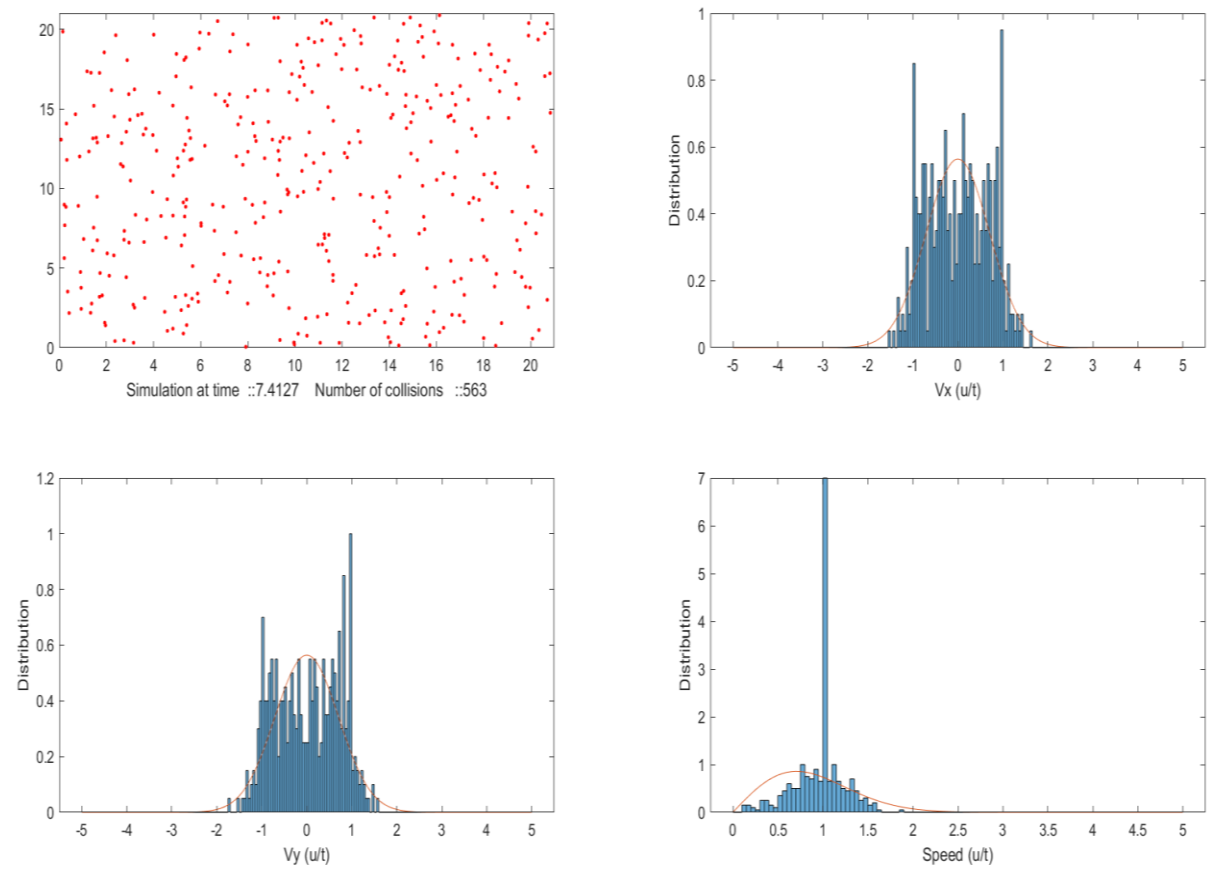 20
15
10
5
0
0 2 4 6 8 10 12 14 16 18 20
Simulation at time ::7.4127 Number of collisions ::563
1
0.8
0.6
0.4
0.2
0
Distribution
-5 -4 -3 -2 -1 0 1 2 3 4 5
Vx (u/t)
1.2
1
0.8
0.6
0.4
0.2
0
Distribution
-5 -4 -3 -2 -1 0 1 2 3 4 5
Vy (u/t)
7
6
5
4
3
2
1
0
Distribution
0 0.5 1 1.5 2 2.5 3 3.5 4 4.5 5
Speed (u/t)